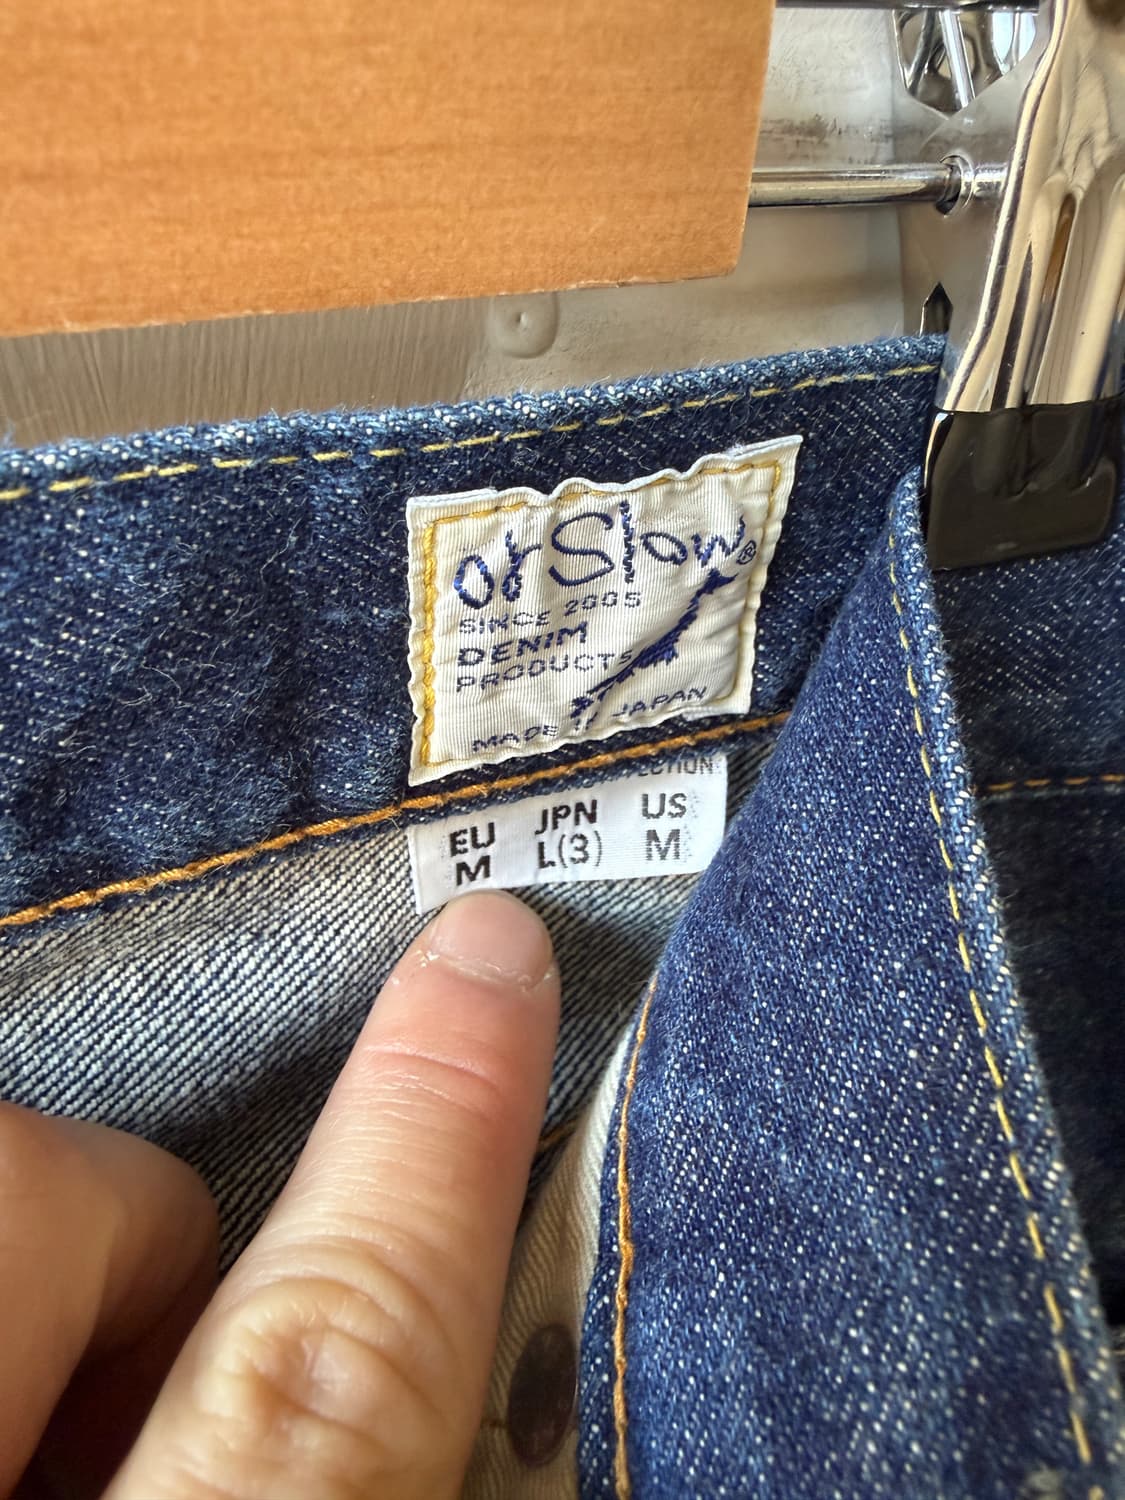 orSlow®
SINCE 2005
DENIM
PRODUCTS
MADE IN JAPAN
EU JPN US
M L(3) M